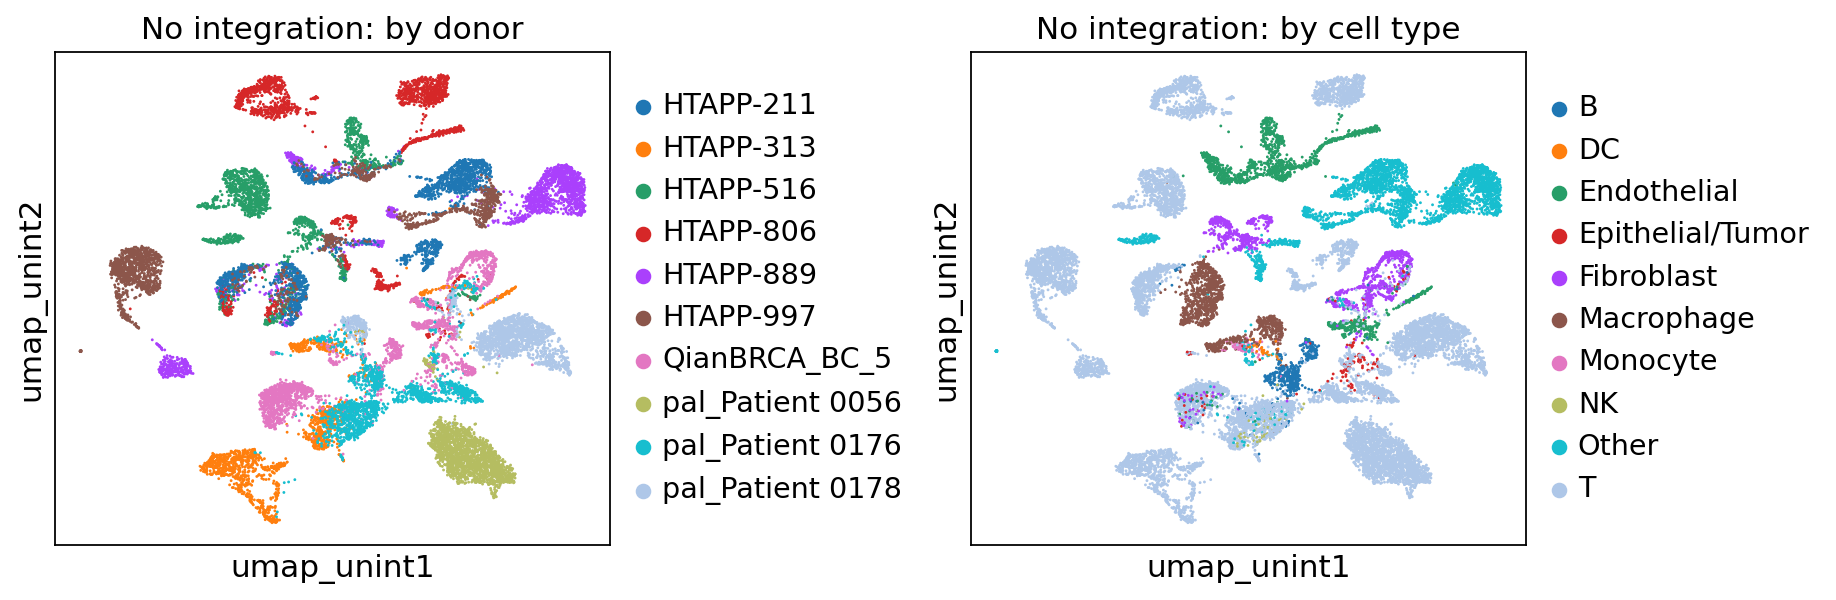 No integration: by donor
umap_unint2
umap_unint1
HTAPP-211
HTAPP-313
HTAPP-516
HTAPP-806
HTAPP-889
HTAPP-997
QianBRCA_BC_5
pal_Patient 0056
pal_Patient 0176
pal_Patient 0178
No integration: by cell type
umap_unint2
umap_unint1
B
DC
Endothelial
Epithelial/Tumor
Fibroblast
Macrophage
Monocyte
NK
Other
T